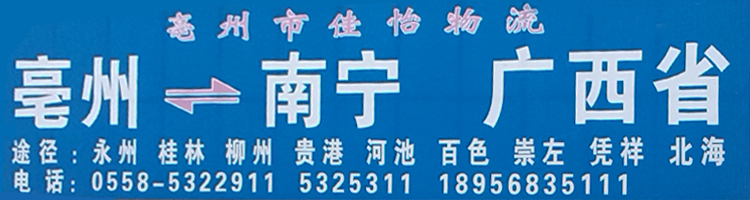 亳州市佳怡物流
亳州 ⇌ 南宁 广西省
途径：永州 桂林 柳州 贵港 河池 百色 崇左 凭祥 北海
电话：0558-5322911 5325311 18956835111